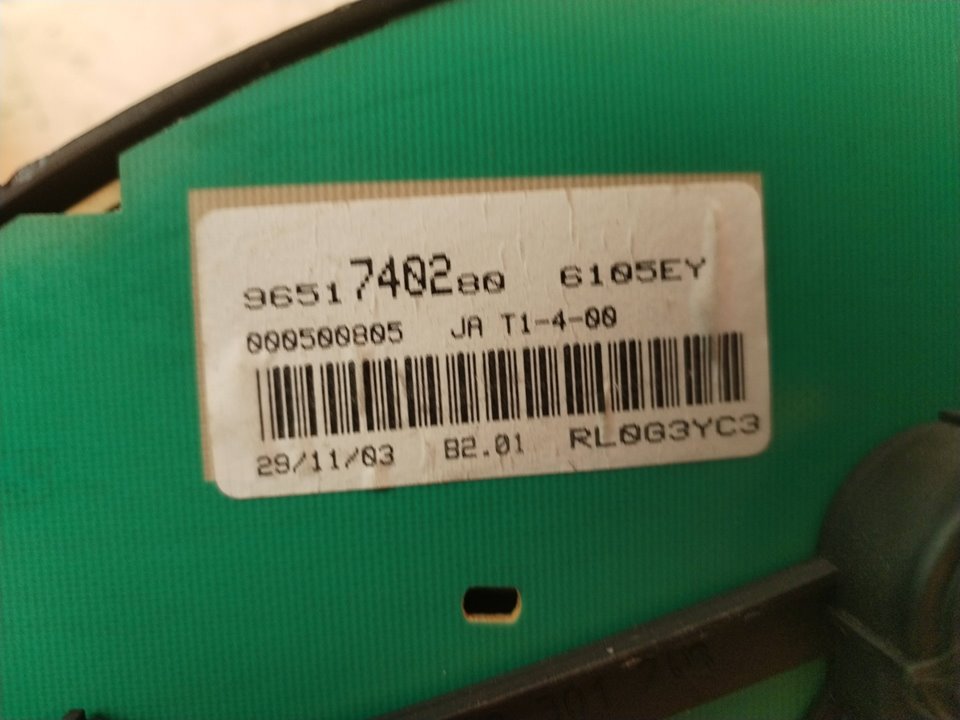 9651740280 6105EY
000500805 JA T1-4-00
29/11/03 B2.01 RL0G3YC3